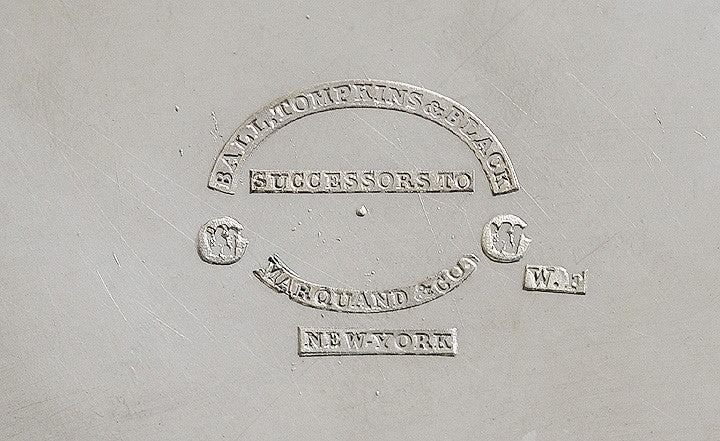 BALL, TOMPKINS & BLACK
SUCCESSORS TO
MARQUAND & CO.
W.F
NEW-YORK